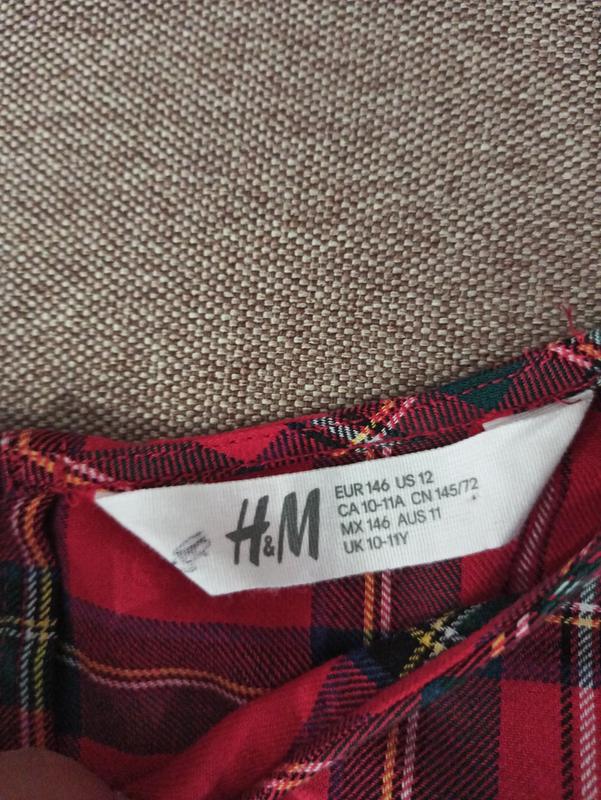 H&M
EUR 146 US 12
CA 10-11A CN 145/72
MX 146 AUS 11
UK 10-11Y